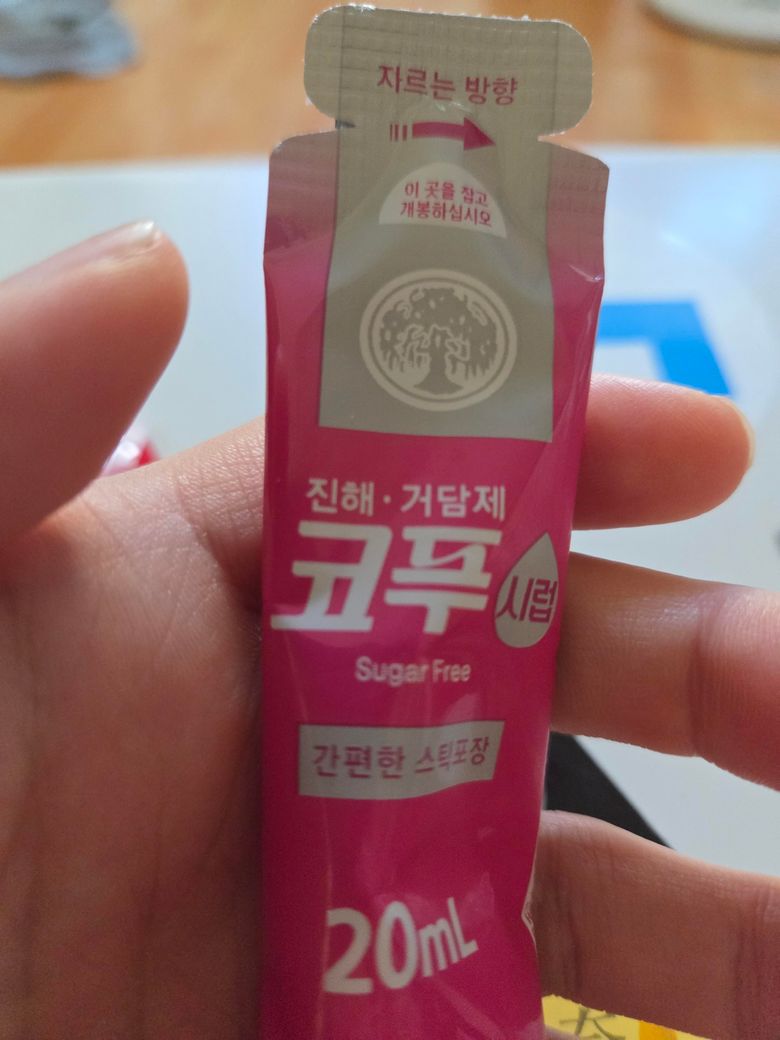 자르는 방향
이 곳을 잡고
개봉하십시오
진해·거담제
코푸 시럽
Sugar Free
간편한 스틱포장
20mL